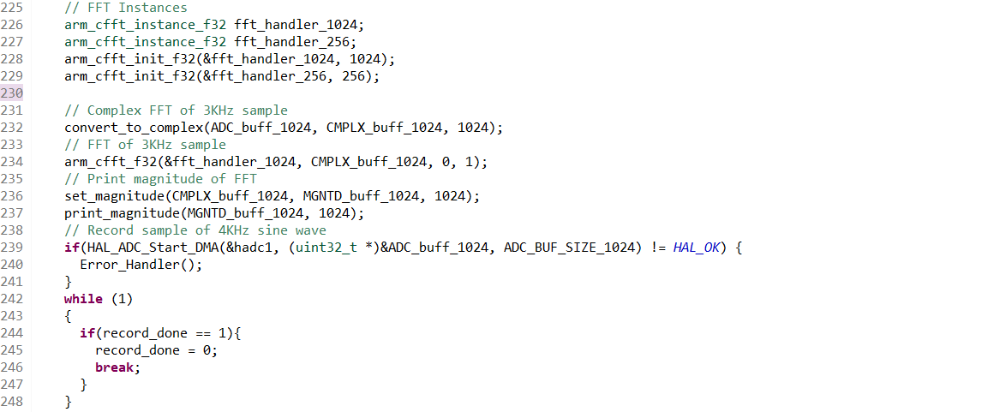 225 // FFT Instances
226 arm_cfft_instance_f32 fft_handler_1024;
227 arm_cfft_instance_f32 fft_handler_256;
228 arm_cfft_init_f32(&fft_handler_1024, 1024);
229 arm_cfft_init_f32(&fft_handler_256, 256);
230
231 // Complex FFT of 3KHz sample
232 convert_to_complex(ADC_buff_1024, CMPLX_buff_1024, 1024);
233 // FFT of 3KHz sample
234 arm_cfft_f32(&fft_handler_1024, CMPLX_buff_1024, 0, 1);
235 // Print magnitude of FFT
236 set_magnitude(CMPLX_buff_1024, MGNTD_buff_1024, 1024);
237 print_magnitude(MGNTD_buff_1024, 1024);
238 // Record sample of 4KHz sine wave
239 if(HAL_ADC_Start_DMA(&hadc1, (uint32_t *)&ADC_buff_1024, ADC_BUF_SIZE_1024) != HAL_OK) {
240 Error_Handler();
241 }
242 while (1)
243 {
244 if(record_done == 1){
245 record_done = 0;
246 break;
247 }
248 }